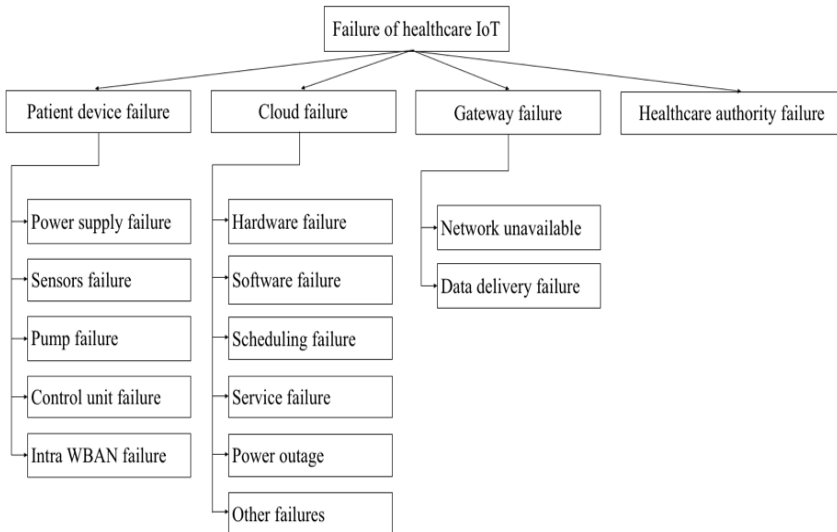 Failure of healthcare IoT
Patient device failure
Cloud failure
Gateway failure
Healthcare authority failure
Power supply failure
Sensors failure
Pump failure
Control unit failure
Intra WBAN failure
Hardware failure
Software failure
Scheduling failure
Service failure
Power outage
Other failures
Network unavailable
Data delivery failure